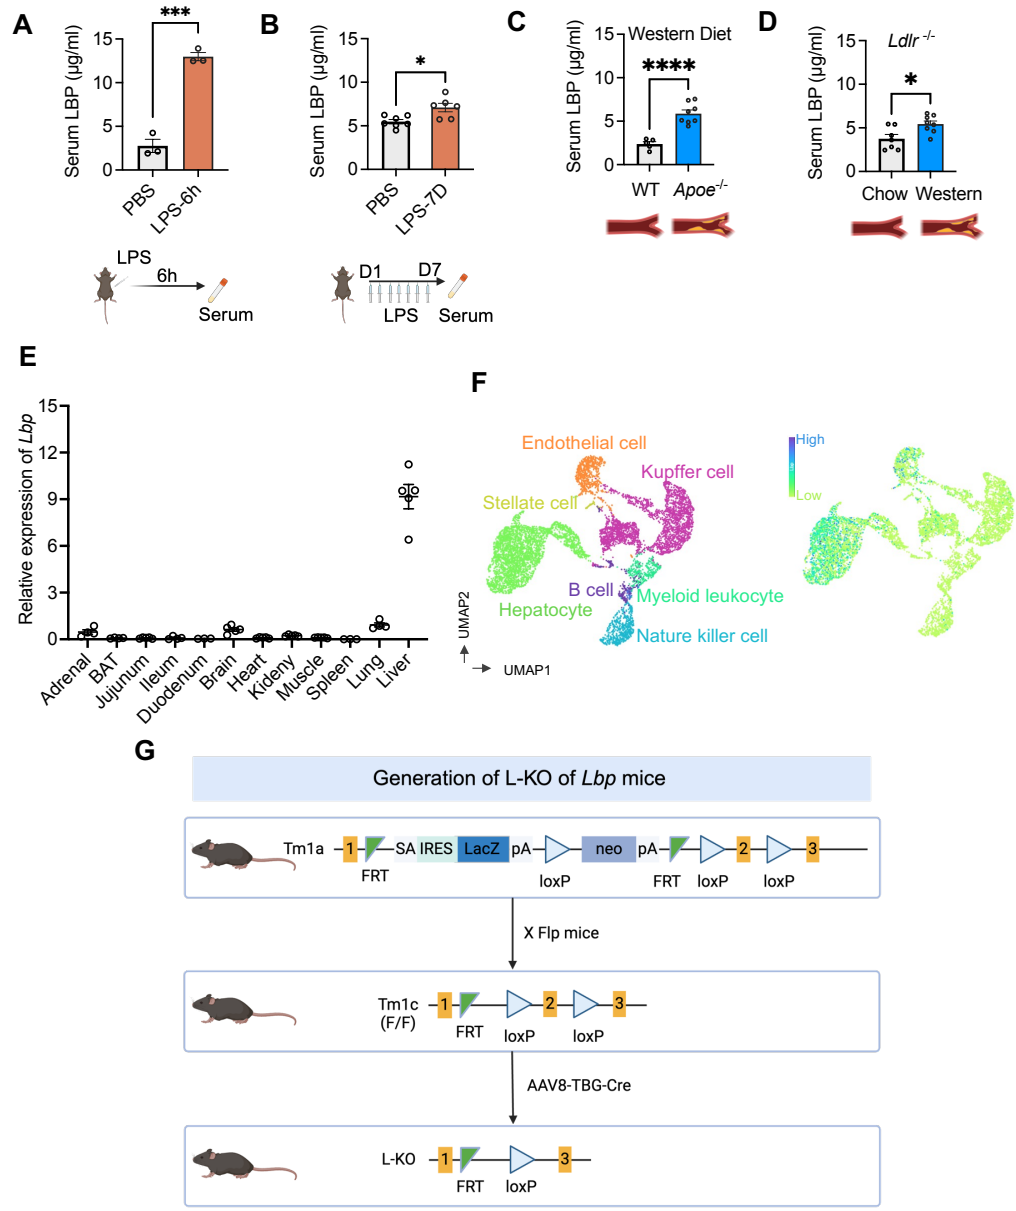 A
***
Serum LBP (µg/ml)
15
10
5
0
PBS
LPS-6h
LPS
6h
Serum
B
*
Serum LBP (µg/ml)
15
10
5
0
PBS
LPS-7D
D1
D7
LPS
Serum
C
Western Diet
****
Serum LBP (µg/ml)
15
10
5
0
WT
Apoe-/-
D
Ldlr -/-
*
Serum LBP (µg/ml)
15
10
5
0
Chow
Western
E
Relative expression of Lbp
15
12
9
6
3
0
Adrenal
BAT
Jujunum
Ileum
Duodenum
Brain
Heart
Kideny
Muscle
Spleen
Lung
Liver
F
Endothelial cell
Kupffer cell
Stellate cell
B cell
Myeloid leukocyte
Hepatocyte
Nature killer cell
UMAP2
UMAP1
High
Low
G
Generation of L-KO of Lbp mice
Tm1a
1
SA
IRES
LacZ
pA
neo
pA
2
3
FRT
loxP
FRT
loxP
loxP
X Flp mice
Tm1c
(F/F)
1
2
3
FRT
loxP
loxP
AAV8-TBG-Cre
L-KO
1
3
FRT
loxP